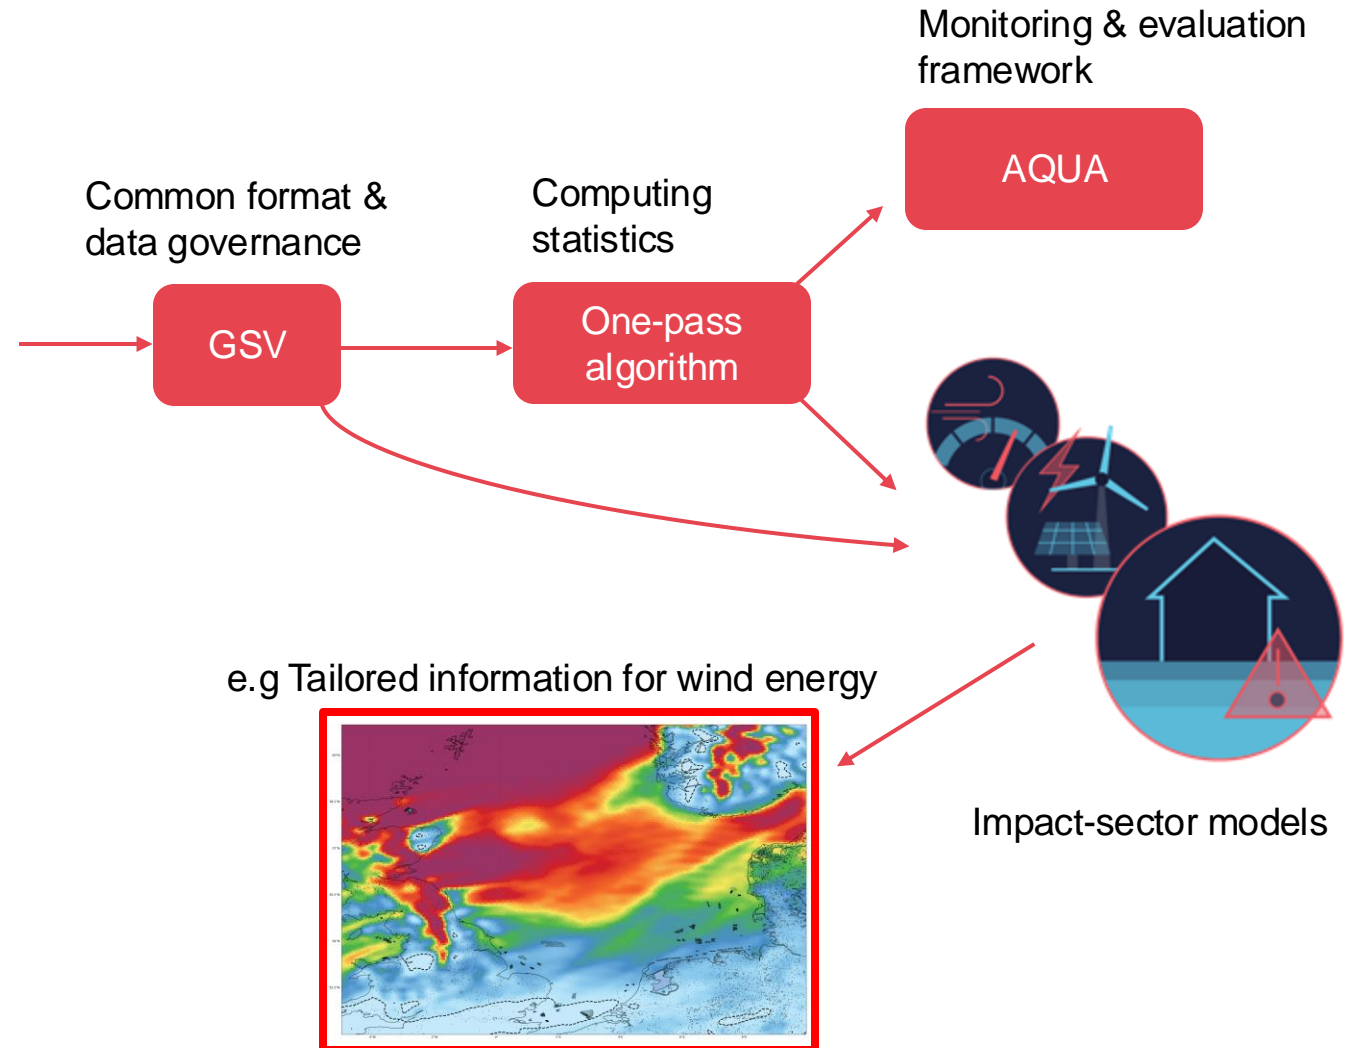 Monitoring & evaluation
framework
AQUA
Common format &
data governance
Computing
statistics
GSV
One-pass
algorithm
e.g Tailored information for wind energy
Impact-sector models